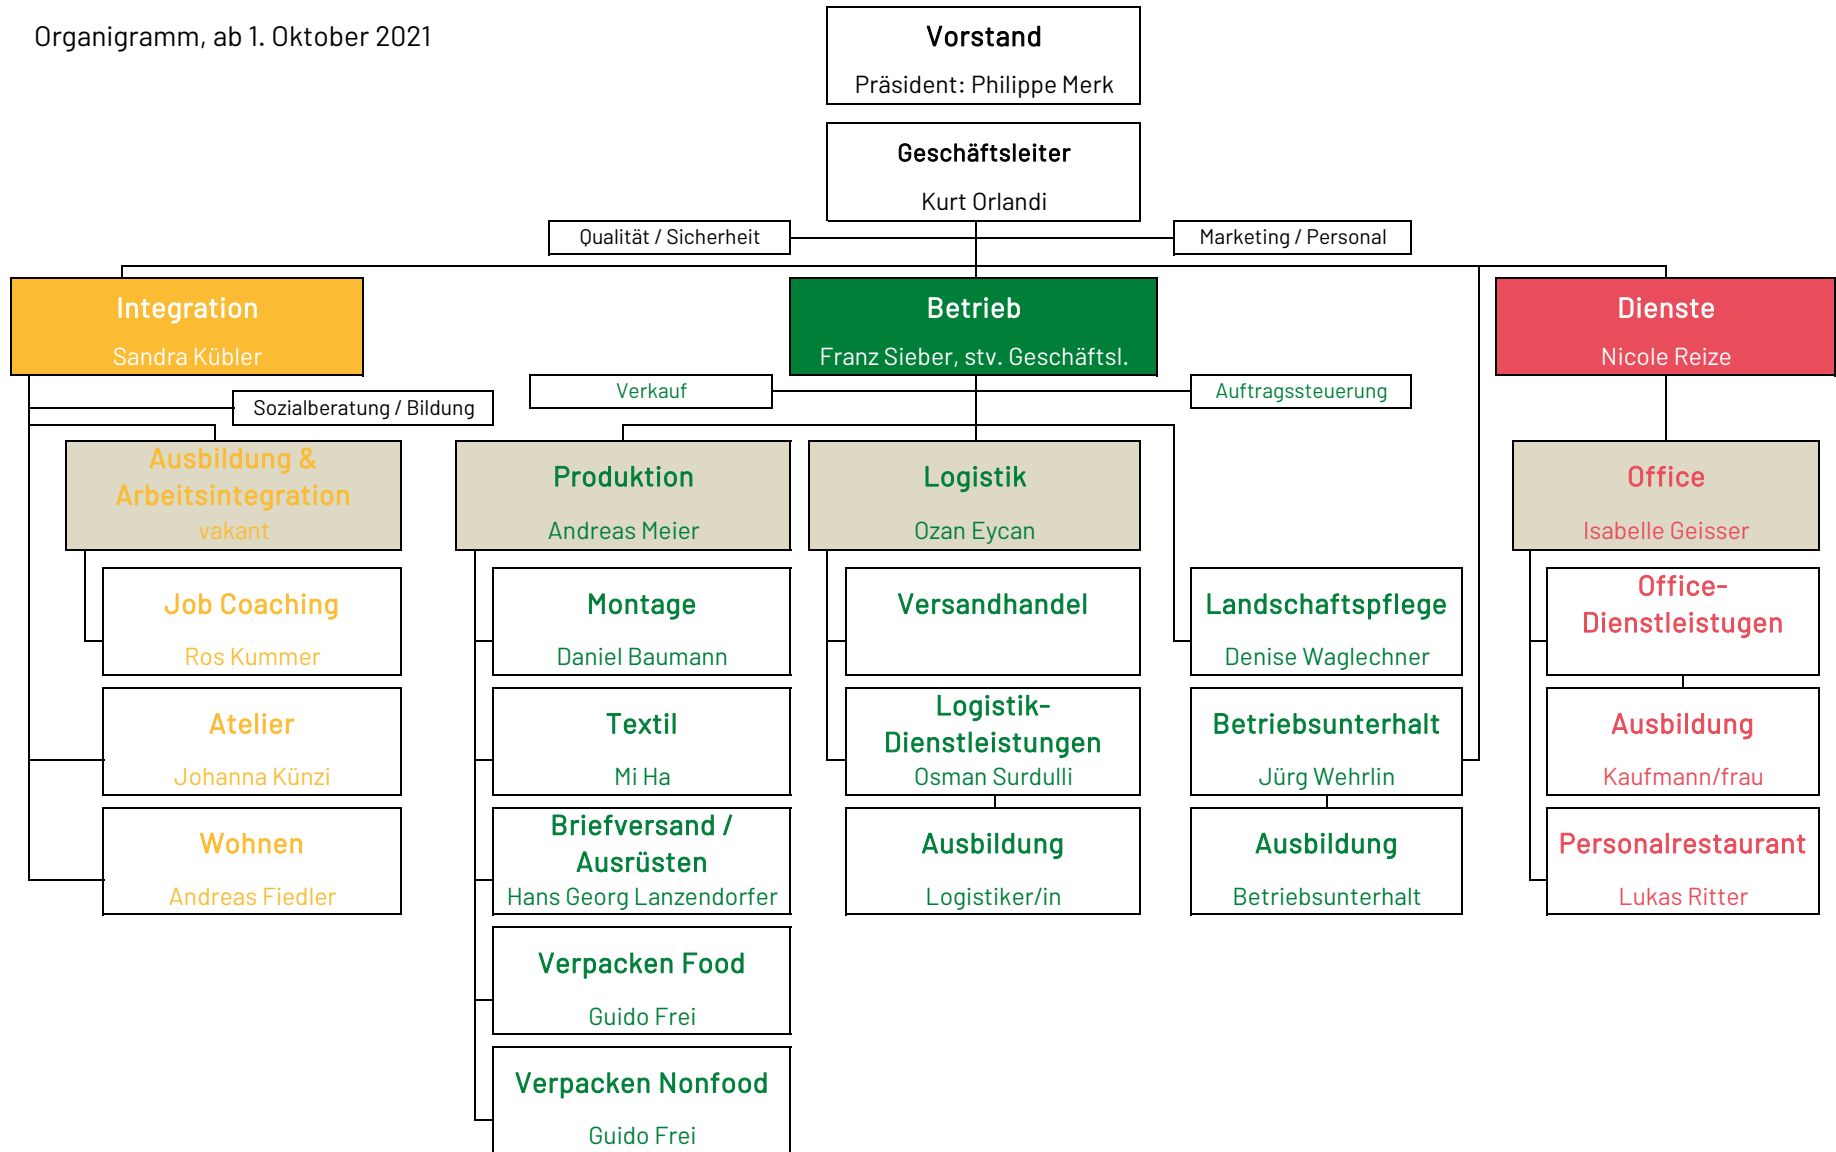 Organigramm, ab 1. Oktober 2021
Vorstand
Präsident: Philippe Merk
Geschäftsleiter
Kurt Orlandi
Qualität / Sicherheit
Marketing / Personal
Integration
Sandra Kübler
Betrieb
Franz Sieber, stv. Geschäftsl.
Dienste
Nicole Reize
Sozialberatung / Bildung
Verkauf
Auftragssteuerung
Ausbildung &
Arbeitsintegration
vakant
Produktion
Andreas Meier
Logistik
Ozan Eycan
Office
Isabelle Geisser
Job Coaching
Ros Kummer
Montage
Daniel Baumann
Versandhandel
Landschaftspflege
Denise Waglechner
Office-
Dienstleistugen
Atelier
Johanna Künzi
Textil
Mi Ha
Logistik-
Dienstleistungen
Osman Surdulli
Betriebsunterhalt
Jürg Wehrlin
Ausbildung
Kaufmann/frau
Wohnen
Andreas Fiedler
Briefversand /
Ausrüsten
Hans Georg Lanzendorfer
Ausbildung
Logistiker/in
Ausbildung
Betriebsunterhalt
Personalrestaurant
Lukas Ritter
Verpacken Food
Guido Frei
Verpacken Nonfood
Guido Frei